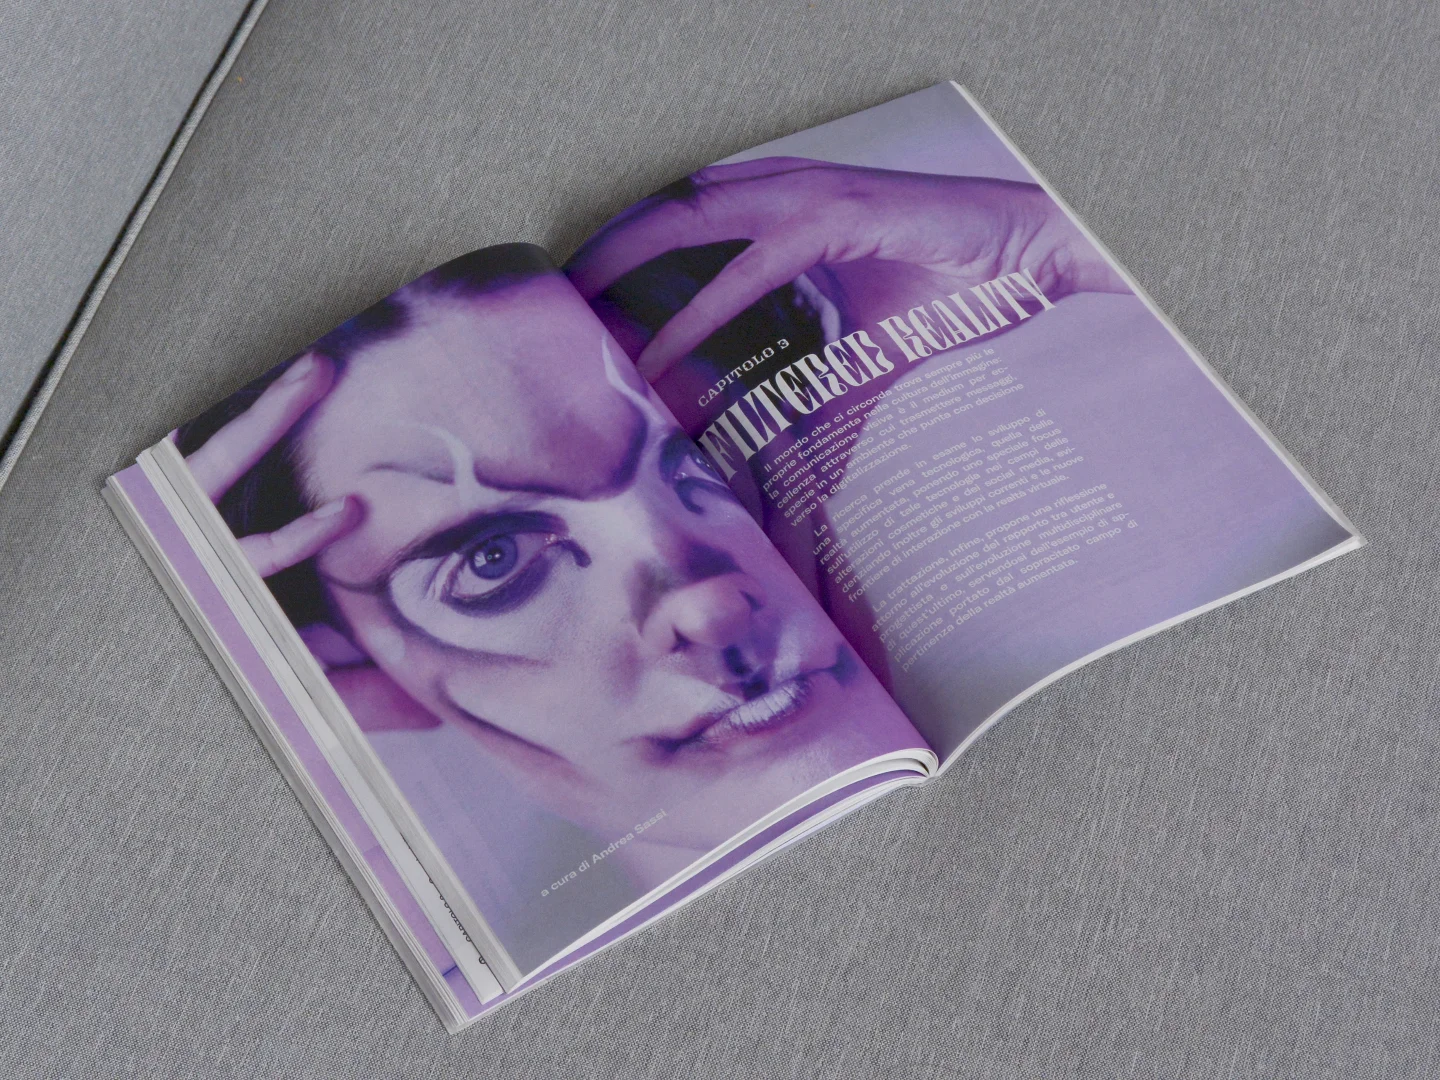 CAPITOLO 3
FILTERED REALITY
Il mondo che ci circonda trova sempre più le
proprie fondamenta nella cultura dell'immagine:
la comunicazione visiva è il medium per ec-
cellenza attraverso cui trasmettere messaggi,
specie in un ambiente che punta con decisione
verso la digitalizzazione.
La ricerca prende in esame lo svilupo di
una specifica veria tecnologica quella della
realtà aumentata, ponendo uno speciale focus
sull'utilizzo di tale tecnologia nei campi delle
alterazioni cosmetiche e dei social media, evi-
denziando inoltre gli sviluppi correnti e le nuove
frontiere di interazione con la realtà virtuale.
La trattazione, infine, propone una riflessione
attorno all'evoluzione del rapporto tra utente e
progettista e sull'evoluzione multidisciplinare
di quest'ultimo, servendosi dell'esempio di ap-
plicazione portato dal sopracitato campo di
pertinenza della realtà aumentata.
a cura di Andrea Sassi